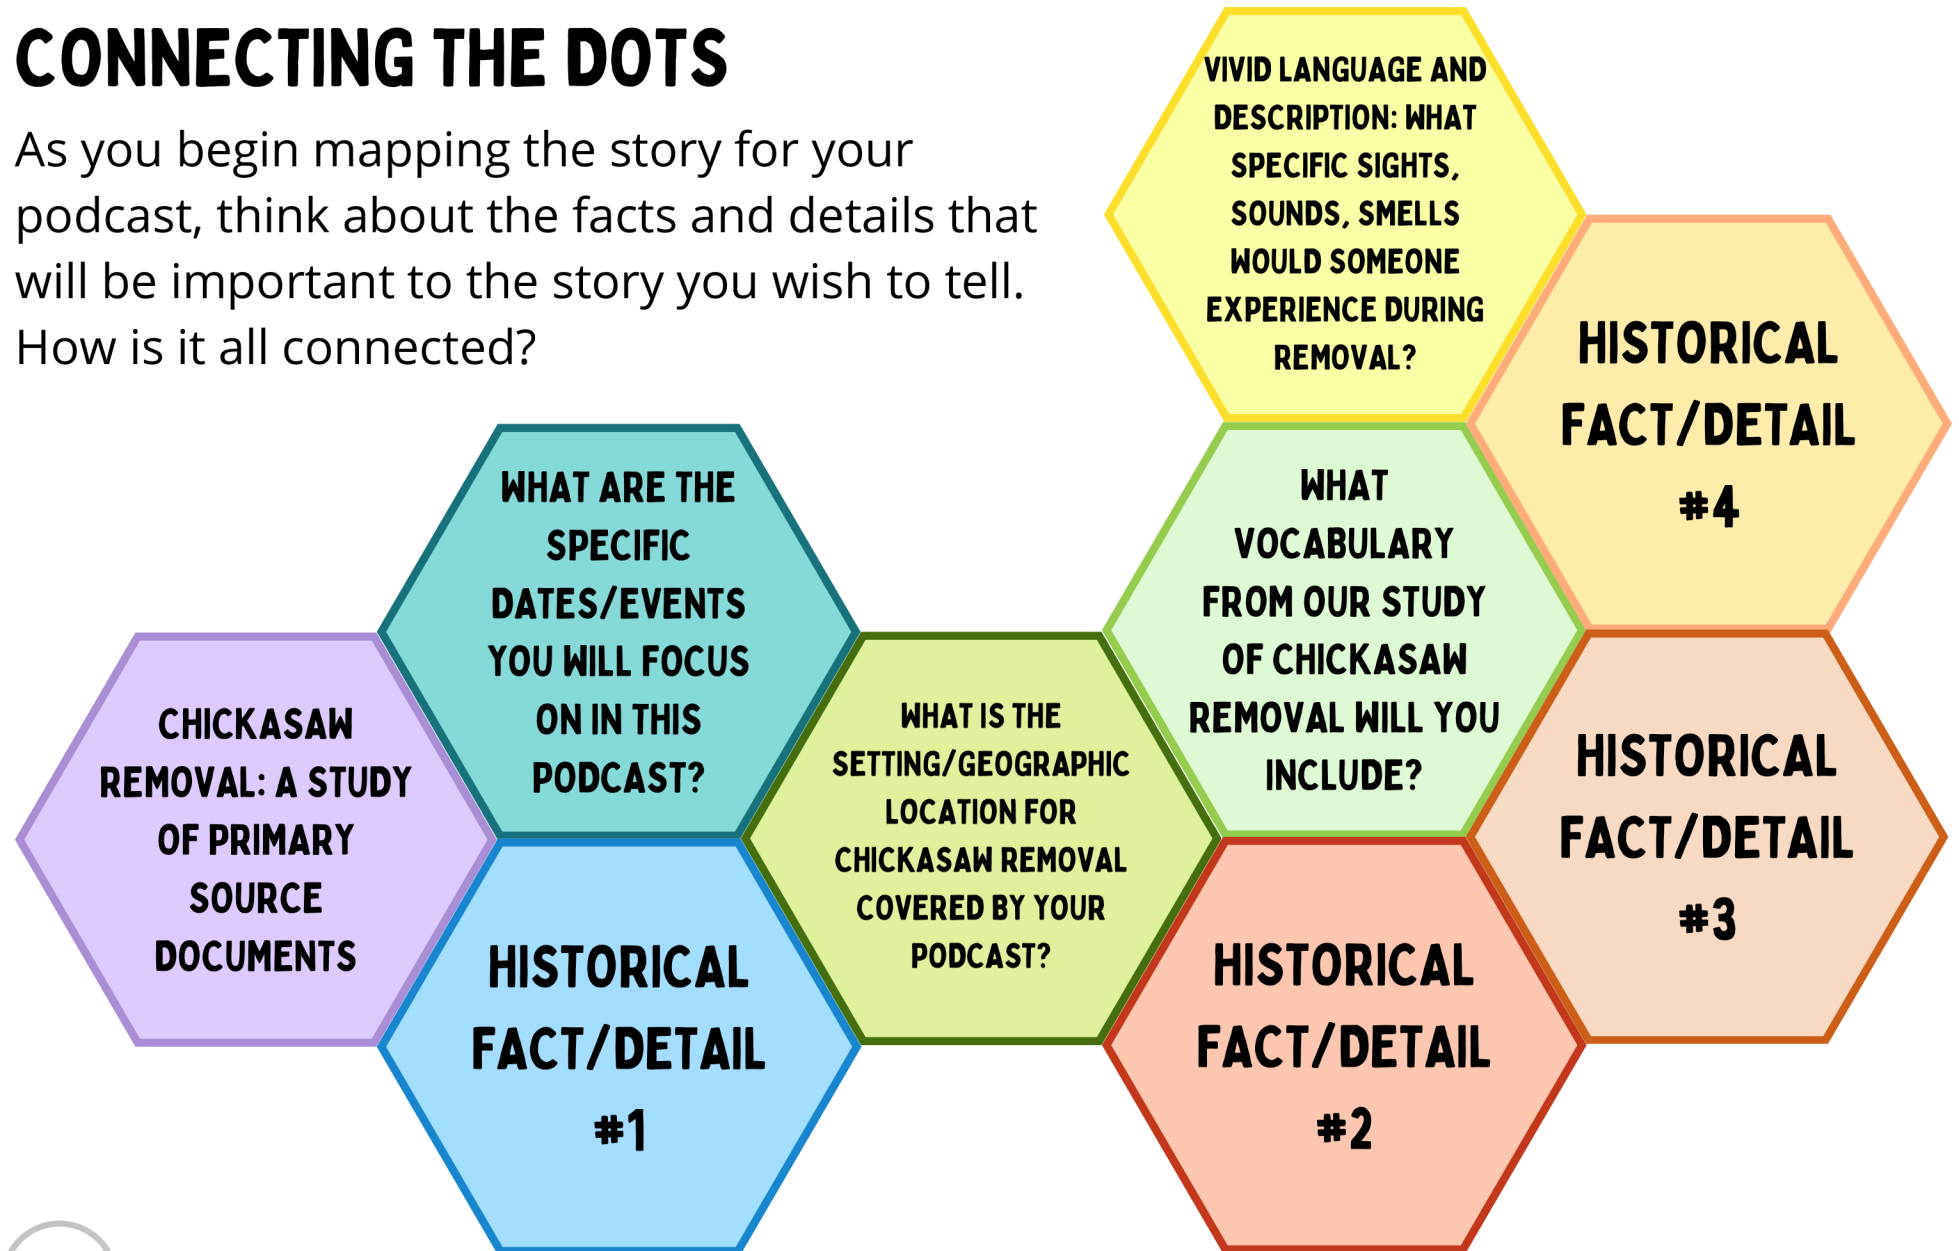 CONNECTING THE DOTS
As you begin mapping the story for your
podcast, think about the facts and details that
will be important to the story you wish to tell.
How is it all connected?
CHICKASAW
REMOVAL: A STUDY
OF PRIMARY
SOURCE
DOCUMENTS
WHAT ARE THE
SPECIFIC
DATES/EVENTS
YOU WILL FOCUS
ON IN THIS
PODCAST?
HISTORICAL
FACT/DETAIL
#1
WHAT IS THE
SETTING/GEOGRAPHIC
LOCATION FOR
CHICKASAW REMOVAL
COVERED BY YOUR
PODCAST?
VIVID LANGUAGE AND
DESCRIPTION: WHAT
SPECIFIC SIGHTS,
SOUNDS, SMELLS
WOULD SOMEONE
EXPERIENCE DURING
REMOVAL?
WHAT
VOCABULARY
FROM OUR STUDY
OF CHICKASAW
REMOVAL WILL YOU
INCLUDE?
HISTORICAL
FACT/DETAIL
#2
HISTORICAL
FACT/DETAIL
#4
HISTORICAL
FACT/DETAIL
#3